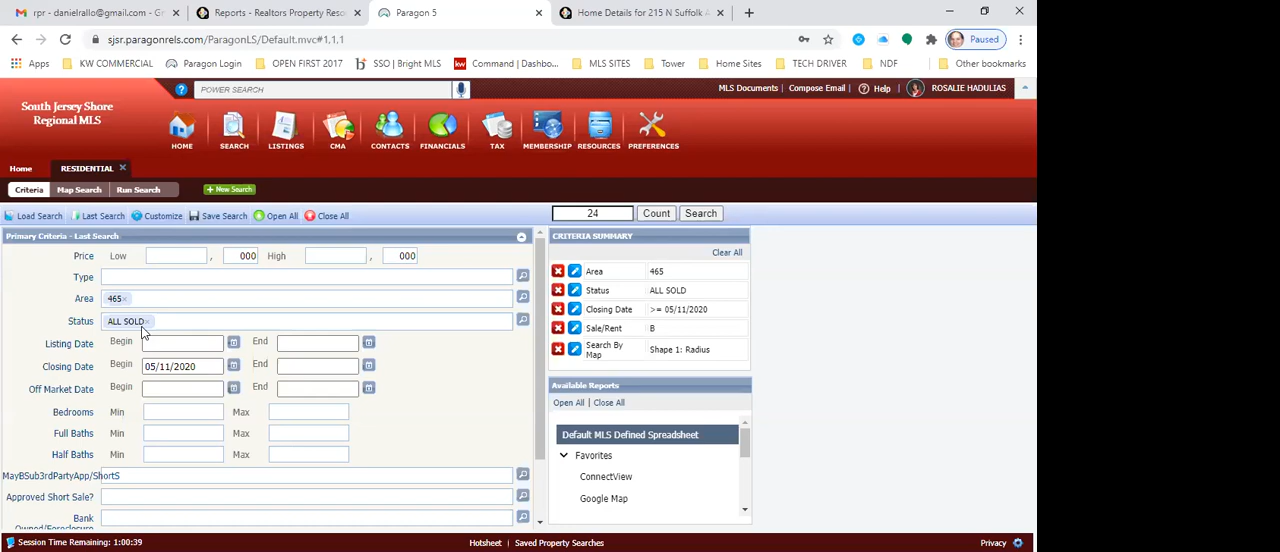 rpr - danielrallo@gmail.com - Gm
Reports - Realtors Property Resou
Paragon 5
Home Details for 215 N Suffolk A
sjsr.paragonrels.com/ParagonLS/Default.mvc#1,1,1
Paused
Apps
KW COMMERCIAL
Paragon Login
OPEN FIRST 2017
SSO | Bright MLS
Command | Dashbo...
MLS SITES
Tower
Home Sites
TECH DRIVER
NDF
Other bookmarks
South Jersey Shore
Regional MLS
POWER SEARCH
MLS Documents
Compose Email
Help
ROSALIE HADULIAS
HOME
SEARCH
LISTINGS
CMA
CONTACTS
FINANCIALS
TAX
MEMBERSHIP
RESOURCES
PREFERENCES
Home
RESIDENTIAL
Criteria
Map Search
Run Search
New Search
Load Search
Last Search
Customize
Save Search
Open All
Close All
24
Count
Search
Primary Criteria - Last Search
Price Low , 000 High , 000
Type
Area 465
Status ALL SOLD
Listing Date Begin End
Closing Date Begin 05/11/2020 End
Off Market Date Begin End
Bedrooms Min Max
Full Baths Min Max
Half Baths Min Max
MayBSub3rdPartyApp/ShortS
Approved Short Sale?
Bank
Owned/Foreclosure
CRITERIA SUMMARY
Clear All
Area 465
Status ALL SOLD
Closing Date >= 05/11/2020
Sale/Rent B
Search By
Map Shape 1: Radius
Available Reports
Open All | Close All
Default MLS Defined Spreadsheet
Favorites
ConnectView
Google Map
Session Time Remaining: 1:00:39
Hotsheet | Saved Property Searches
Privacy